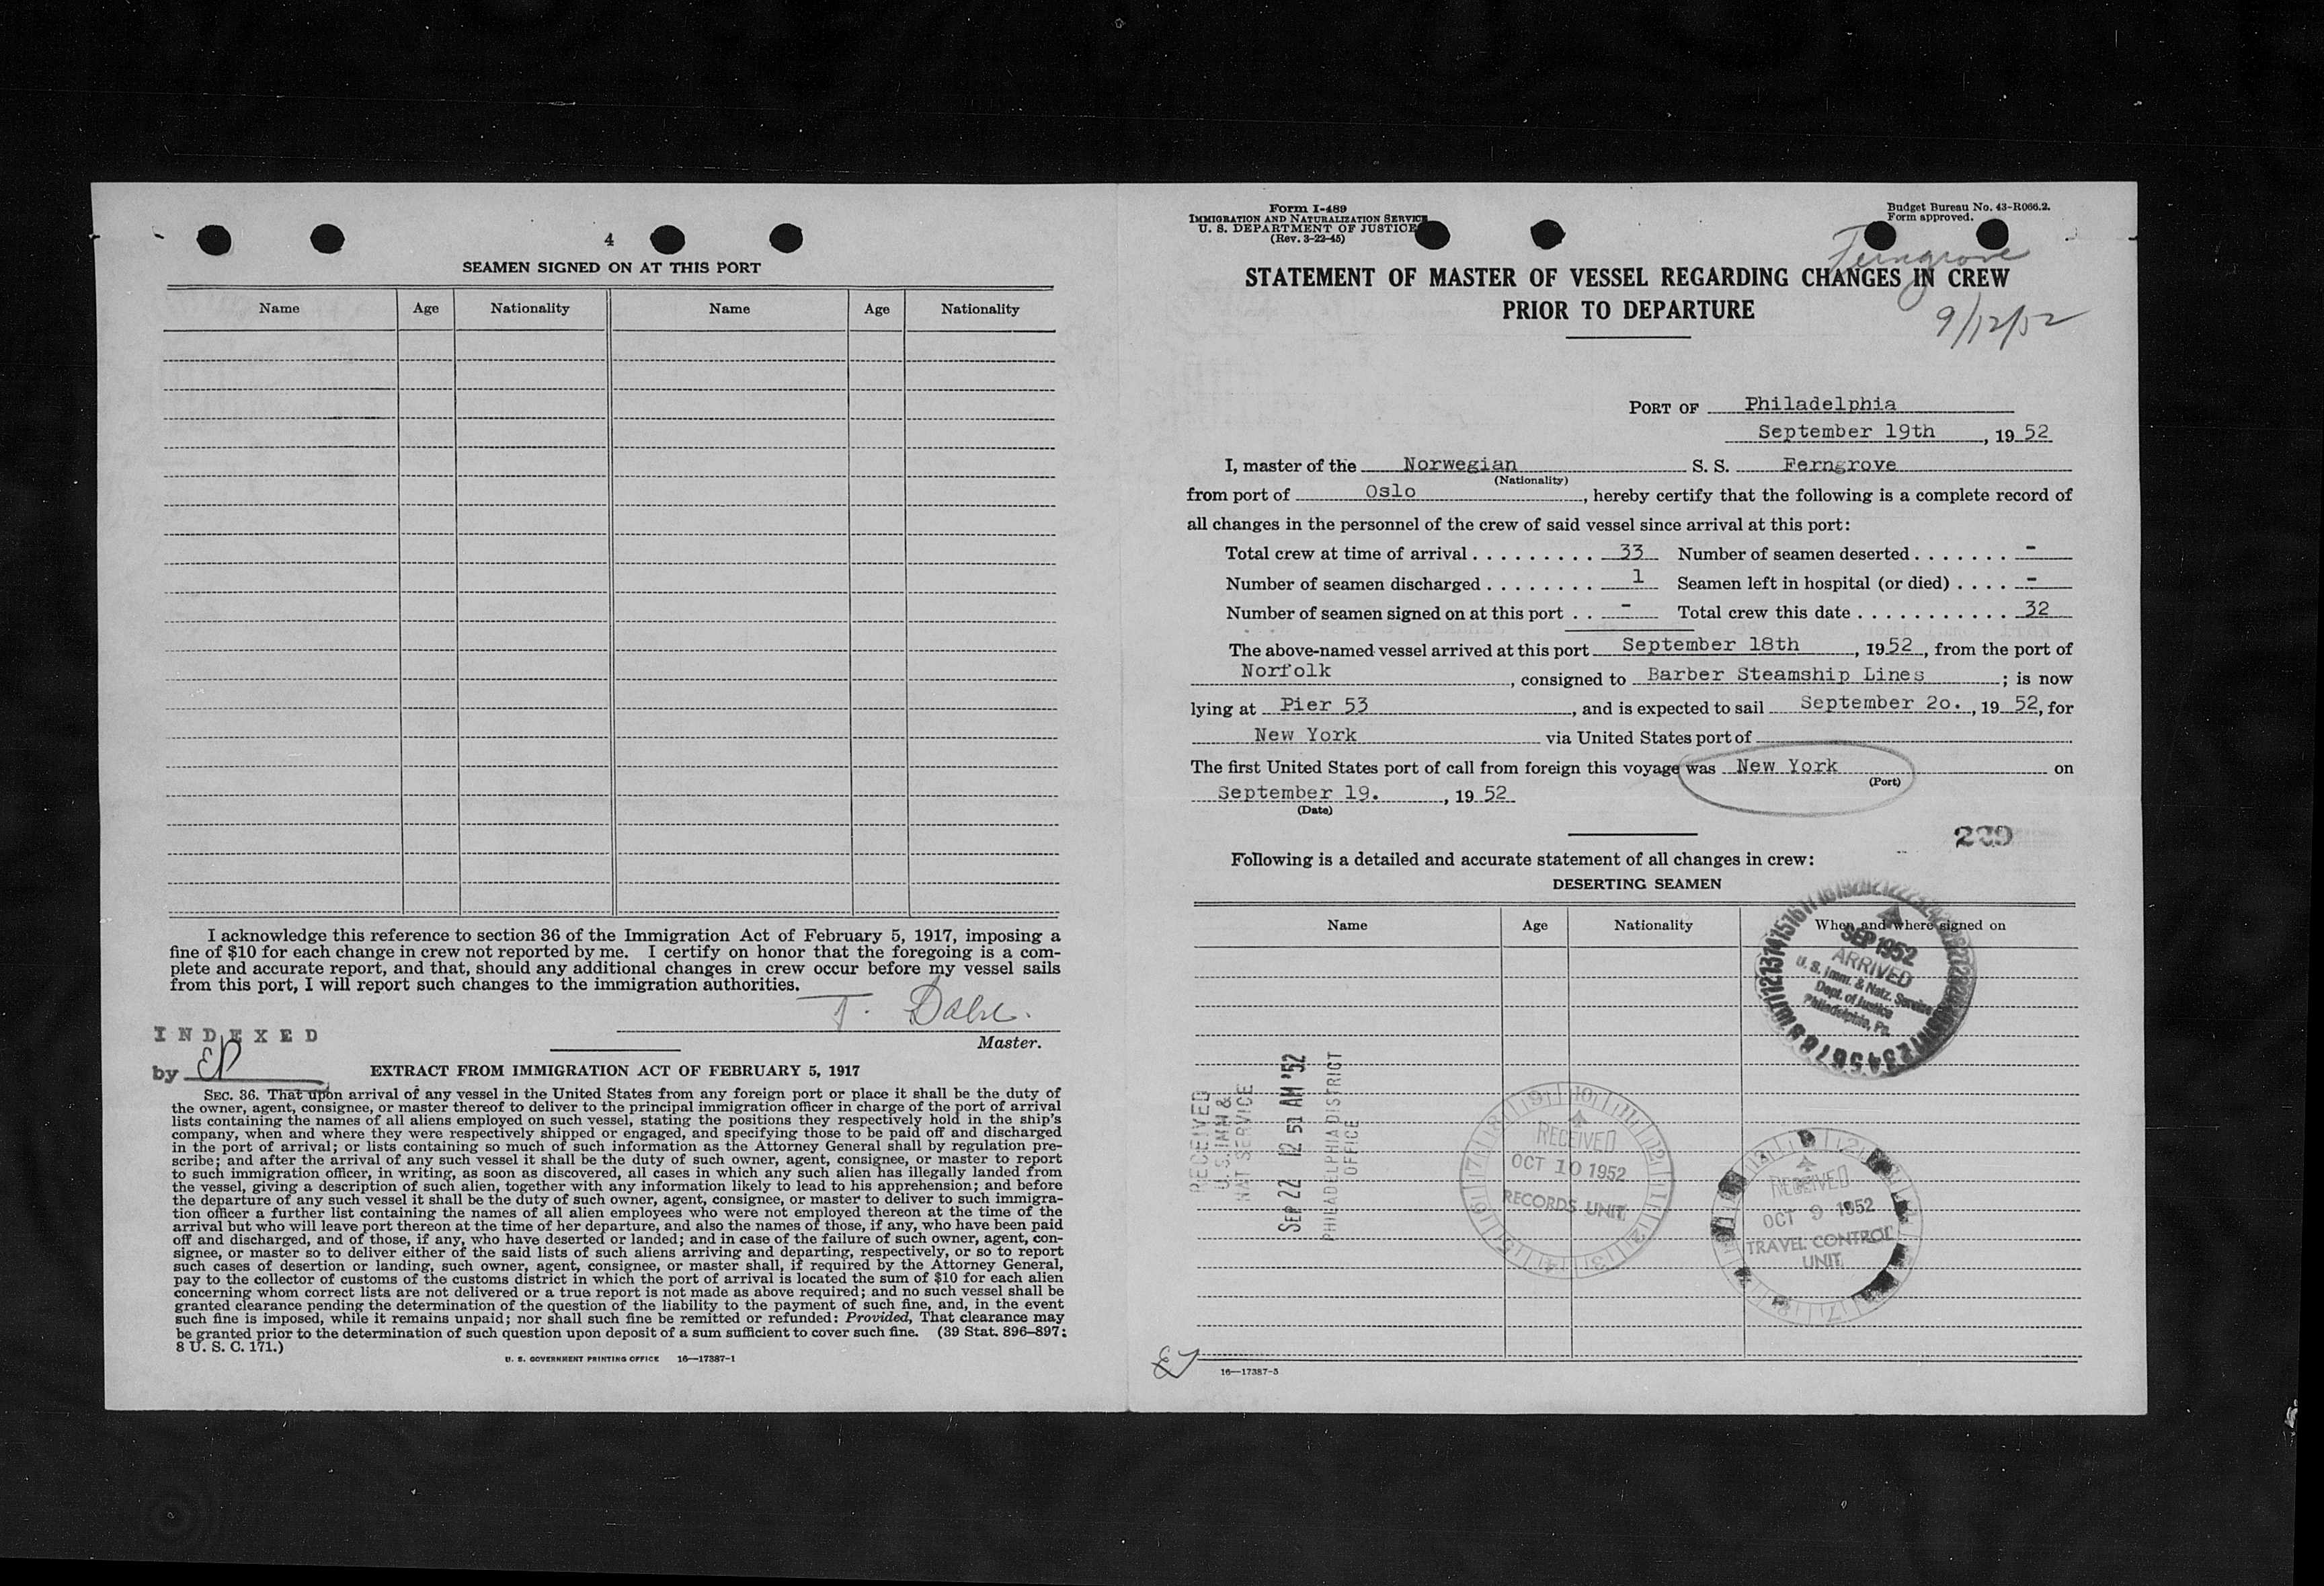 4
SEAMEN SIGNED ON AT THIS PORT
Name Age Nationality Name Age Nationality
I acknowledge this reference to section 36 of the Immigration Act of February 5, 1917, imposing a
fine of $10 for each change in crew not reported by me. I certify on honor that the foregoing is a com-
plete and accurate report, and that, should any additional changes in crew occur before my vessel sails
from this port, I will report such changes to the immigration authorities.
Master.
INDEXED
by
EXTRACT FROM IMMIGRATION ACT OF FEBRUARY 5, 1917
SEC. 36. That upon arrival of any vessel in the United States from any foreign port or place it shall be the duty of
the owner, agent, consignee, or master thereof to deliver to the principal immigration officer in charge of the port of arrival
lists containing the names of all aliens employed on such vessel, stating the positions they respectively hold in the ship's
company, when and where they were respectively shipped or engaged, and specifying those to be paid off and discharged
in the port of arrival; or lists containing so much of such information as the Attorney General shall by regulation pre-
scribe; and after the arrival of any such vessel it shall be the duty of such owner, agent, consignee, or master to report
to such immigration officer, in writing, as soon as discovered, all cases in which any such alien has illegally landed from
the vessel, giving a description of such alien, together with any information likely to lead to his apprehension; and before
the departure of any such vessel it shall be the duty of such owner, agent, consignee, or master to deliver to such immigra-
tion officer a further list containing the names of all alien employees who were not employed thereon at the time of the
arrival but who will leave port thereon at the time of her departure, and also the names of those, if any, who have been paid
off and discharged, and of those, if any, who have deserted or landed; and in case of the failure of such owner, agent, con-
signee, or master so to deliver either of the said lists of such aliens arriving and departing, respectively, or so to report
such cases of desertion or landing, such owner, agent, consignee, or master shall, if required by the Attorney General,
pay to the collector of customs of the customs district in which the port of arrival is located the sum of $10 for each alien
concerning whom correct lists are not delivered or a true report is not made as above required; and no such vessel shall be
granted clearance pending the determination of the question of the liability to the payment of such fine, and, in the event
such fine is imposed, while it remains unpaid; nor shall such fine be remitted or refunded: Provided, That clearance may
be granted prior to the determination of such question upon deposit of a sum sufficient to cover such fine. (39 Stat. 896–897;
8 U. S. C. 171.)
U. S. GOVERNMENT PRINTING OFFICE 16—17387-1
Form I-489
IMMIGRATION AND NATURALIZATION SERVICE
U. S. DEPARTMENT OF JUSTICE
(Rev. 3-22-45)
Budget Bureau No. 43-R066.2.
Form approved.
Ferngrove
STATEMENT OF MASTER OF VESSEL REGARDING CHANGES IN CREW
PRIOR TO DEPARTURE
9/12/52
PORT OF Philadelphia
September 19th, 19 52
I, master of the Norwegian S. S. Ferngrove
(Nationality)
from port of Oslo, hereby certify that the following is a complete record of
all changes in the personnel of the crew of said vessel since arrival at this port:
Total crew at time of arrival . . . . . . . . . 33 Number of seamen deserted . . . . . . . -
Number of seamen discharged . . . . . . . . 1 Seamen left in hospital (or died) . . . . -
Number of seamen signed on at this port . . - Total crew this date . . . . . . . . . . . . 32
The above-named vessel arrived at this port September 18th, 19 52, from the port of
Norfolk, consigned to Barber Steamship Lines; is now
lying at Pier 53, and is expected to sail September 2o., 19 52, for
New York via United States port of
The first United States port of call from foreign this voyage was New York on
(Port)
September 19., 19 52
(Date)
Following is a detailed and accurate statement of all changes in crew:
DESERTING SEAMEN
Name Age Nationality When and where signed on
SEP 1952
ARRIVED
U. S. Imm. & Natz. Service
Dept. of Justice
Philadelphia, Pa.
RECEIVED
U. S. IMM &
NAT SERVICE
SEP 22 12 51 AM '52
PHILADELPHIA DISTRICT
OFFICE
RECEIVED
OCT 10 1952
RECORDS UNIT
RECEIVED
OCT 9 1952
TRAVEL CONTROL
UNIT
16—17387-5